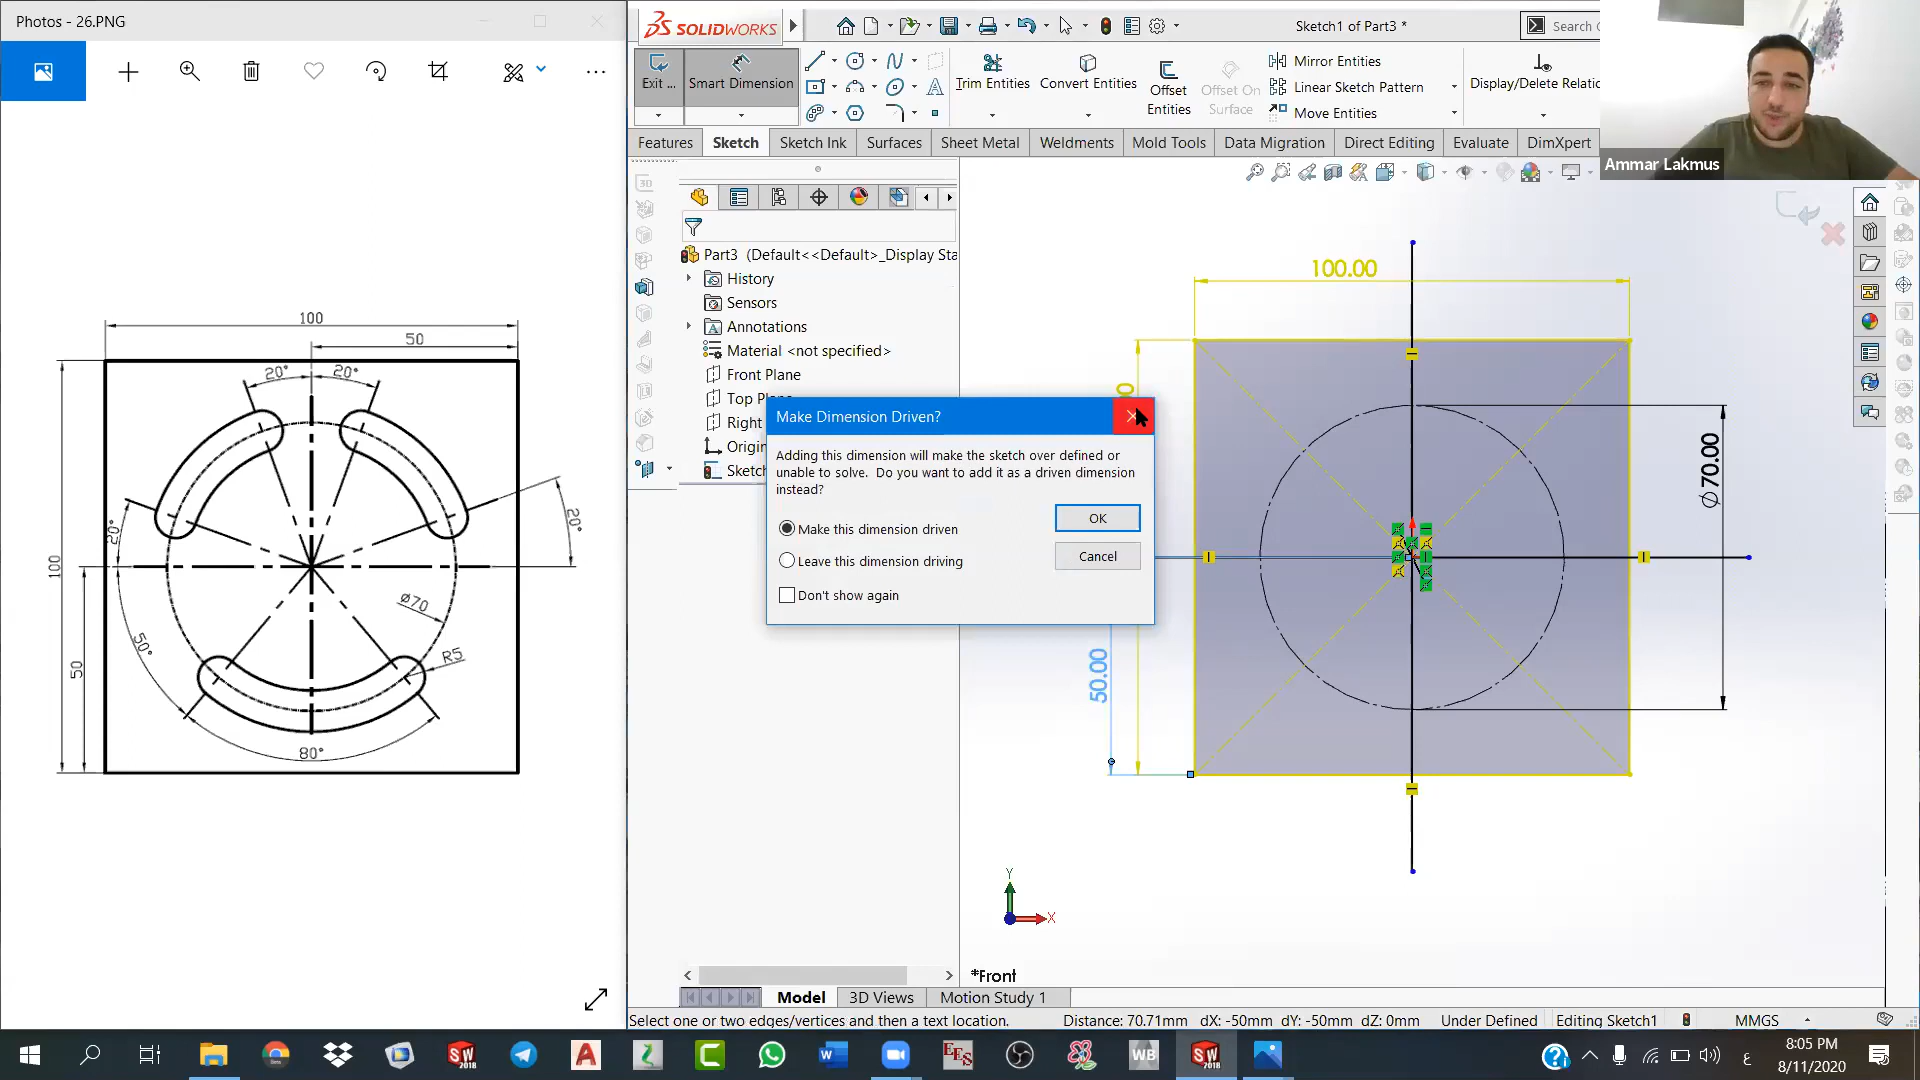 Photos - 26.PNG
100
50
20°
20°
20°
20°
100
50
50°
80°
Ø70
R5
SOLIDWORKS
Sketch1 of Part3 *
Search
Exit ...
Smart Dimension
Trim Entities
Convert Entities
Offset
Entities
Offset On
Surface
Mirror Entities
Linear Sketch Pattern
Move Entities
Display/Delete Relatio
Features
Sketch
Sketch Ink
Surfaces
Sheet Metal
Weldments
Mold Tools
Data Migration
Direct Editing
Evaluate
DimXpert
Ammar Lakmus
Part3 (Default<<Default>_Display Sta
History
Sensors
Annotations
Material <not specified>
Front Plane
Top Pla
Right
Origin
Sketch
Make Dimension Driven?
Adding this dimension will make the sketch over defined or
unable to solve. Do you want to add it as a driven dimension
instead?
Make this dimension driven
Leave this dimension driving
Don't show again
OK
Cancel
100.00
0
50.00
Ø70.00
Y
X
*Front
Model
3D Views
Motion Study 1
Select one or two edges/vertices and then a text location.
Distance: 70.71mm dX: -50mm dY: -50mm dZ: 0mm
Under Defined
Editing Sketch1
MMGS
SW
2018
A
W
EES
WB
SW
2018
ع
8:05 PM
8/11/2020